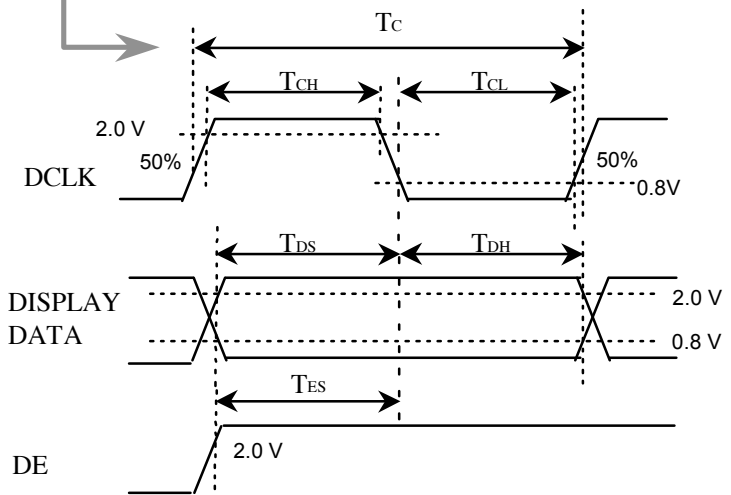 Tc
TCH TCL
2.0 V
50% 50%
DCLK
0.8V
TDS TDH
DISPLAY
DATA
2.0 V
0.8 V
TES
2.0 V
DE